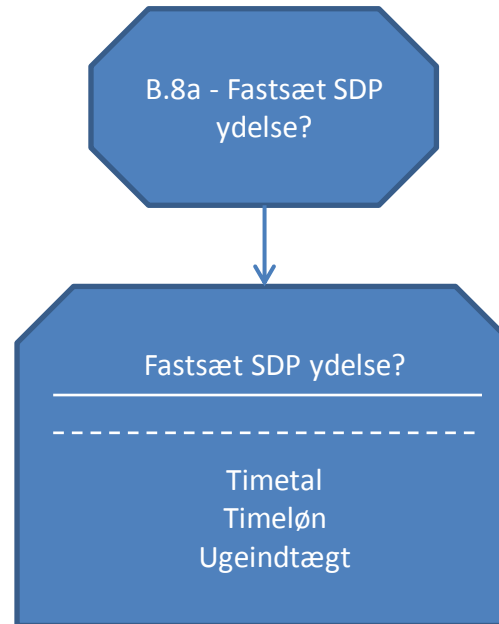 B.8a - Fastsæt SDP
ydelse?
Fastsæt SDP ydelse?
Timetal
Timeløn
Ugeindtægt